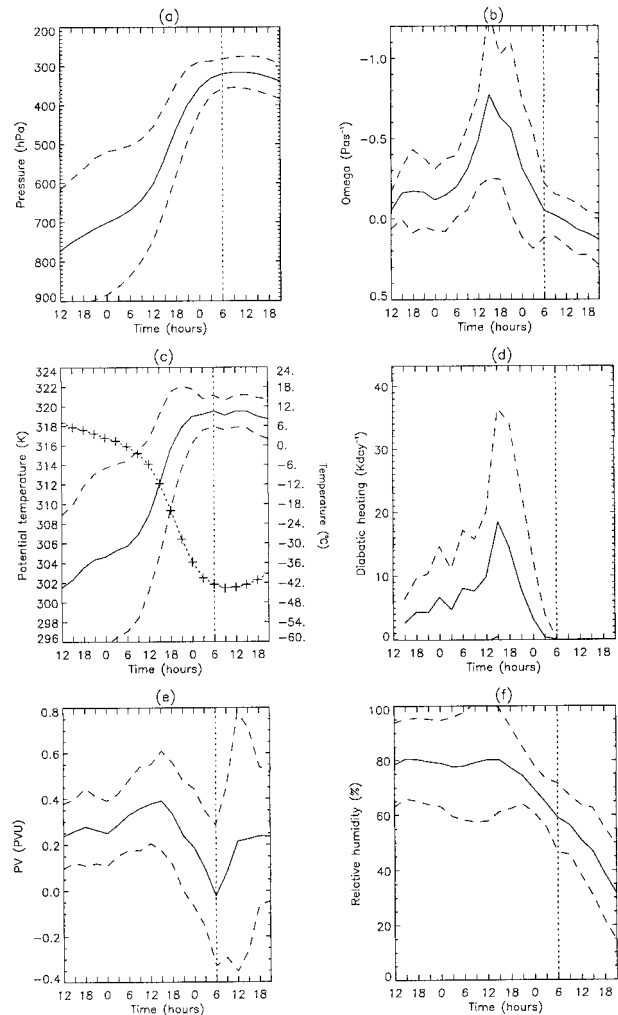 (a)
200
300
400
500
600
700
800
900
Pressure (hPa)
12 18 0 6 12 18 0 6 12 18
Time (hours)
(b)
-1.0
-0.5
0.0
0.5
Omega (Pas⁻¹)
12 18 0 6 12 18 0 6 12 18
Time (hours)
(c)
324
322
320
318
316
314
312
310
308
306
304
302
300
298
296
Potential temperature (K)
24.
18.
12.
6.
0.
-6.
-12.
-18.
-24.
-30.
-36.
-42.
-48.
-54.
-60.
Temperature (°C)
12 18 0 6 12 18 0 6 12 18
Time (hours)
(d)
40
30
20
10
0
Diabatic heating (Kday⁻¹)
12 18 0 6 12 18 0 6 12 18
Time (hours)
(e)
0.8
0.6
0.4
0.2
0.0
-0.2
-0.4
PV (PVU)
12 18 0 6 12 18 0 6 12 18
Time (hours)
(f)
100
80
60
40
20
0
Relative humidity (%)
12 18 0 6 12 18 0 6 12 18
Time (hours)